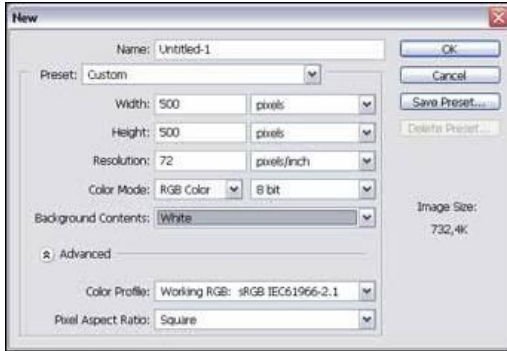 New
Name: Untitled-1
OK
Preset: Custom
Cancel
Width: 500 pixels
Save Preset...
Height: 500 pixels
Delete Preset...
Resolution: 72 pixels/inch
Color Mode: RGB Color 8 bit
Background Contents: White
Image Size:
732,4K
Advanced
Color Profile: Working RGB: sRGB IEC61966-2.1
Pixel Aspect Ratio: Square